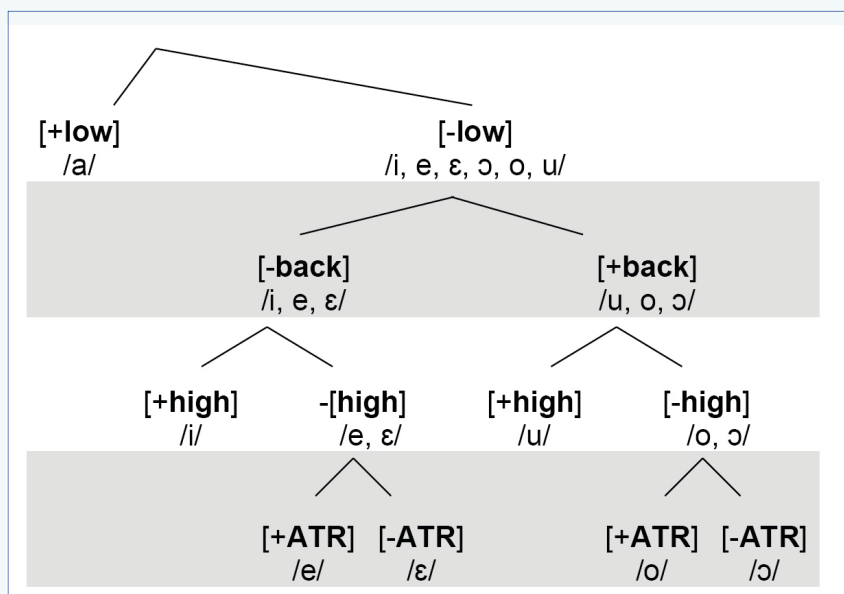 [+low] [-low]
/a/ /i, e, ɛ, ɔ, o, u/
[-back] [+back]
/i, e, ɛ/ /u, o, ɔ/
[+high] -[high] [+high] [-high]
/i/ /e, ɛ/ /u/ /o, ɔ/
[+ATR] [-ATR] [+ATR] [-ATR]
/e/ /ɛ/ /o/ /ɔ/